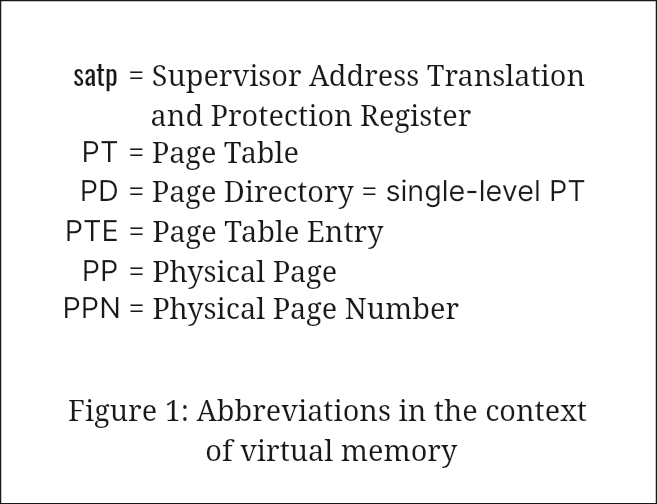 satp = Supervisor Address Translation
and Protection Register
PT = Page Table
PD = Page Directory = single-level PT
PTE = Page Table Entry
PP = Physical Page
PPN = Physical Page Number
Figure 1: Abbreviations in the context
of virtual memory